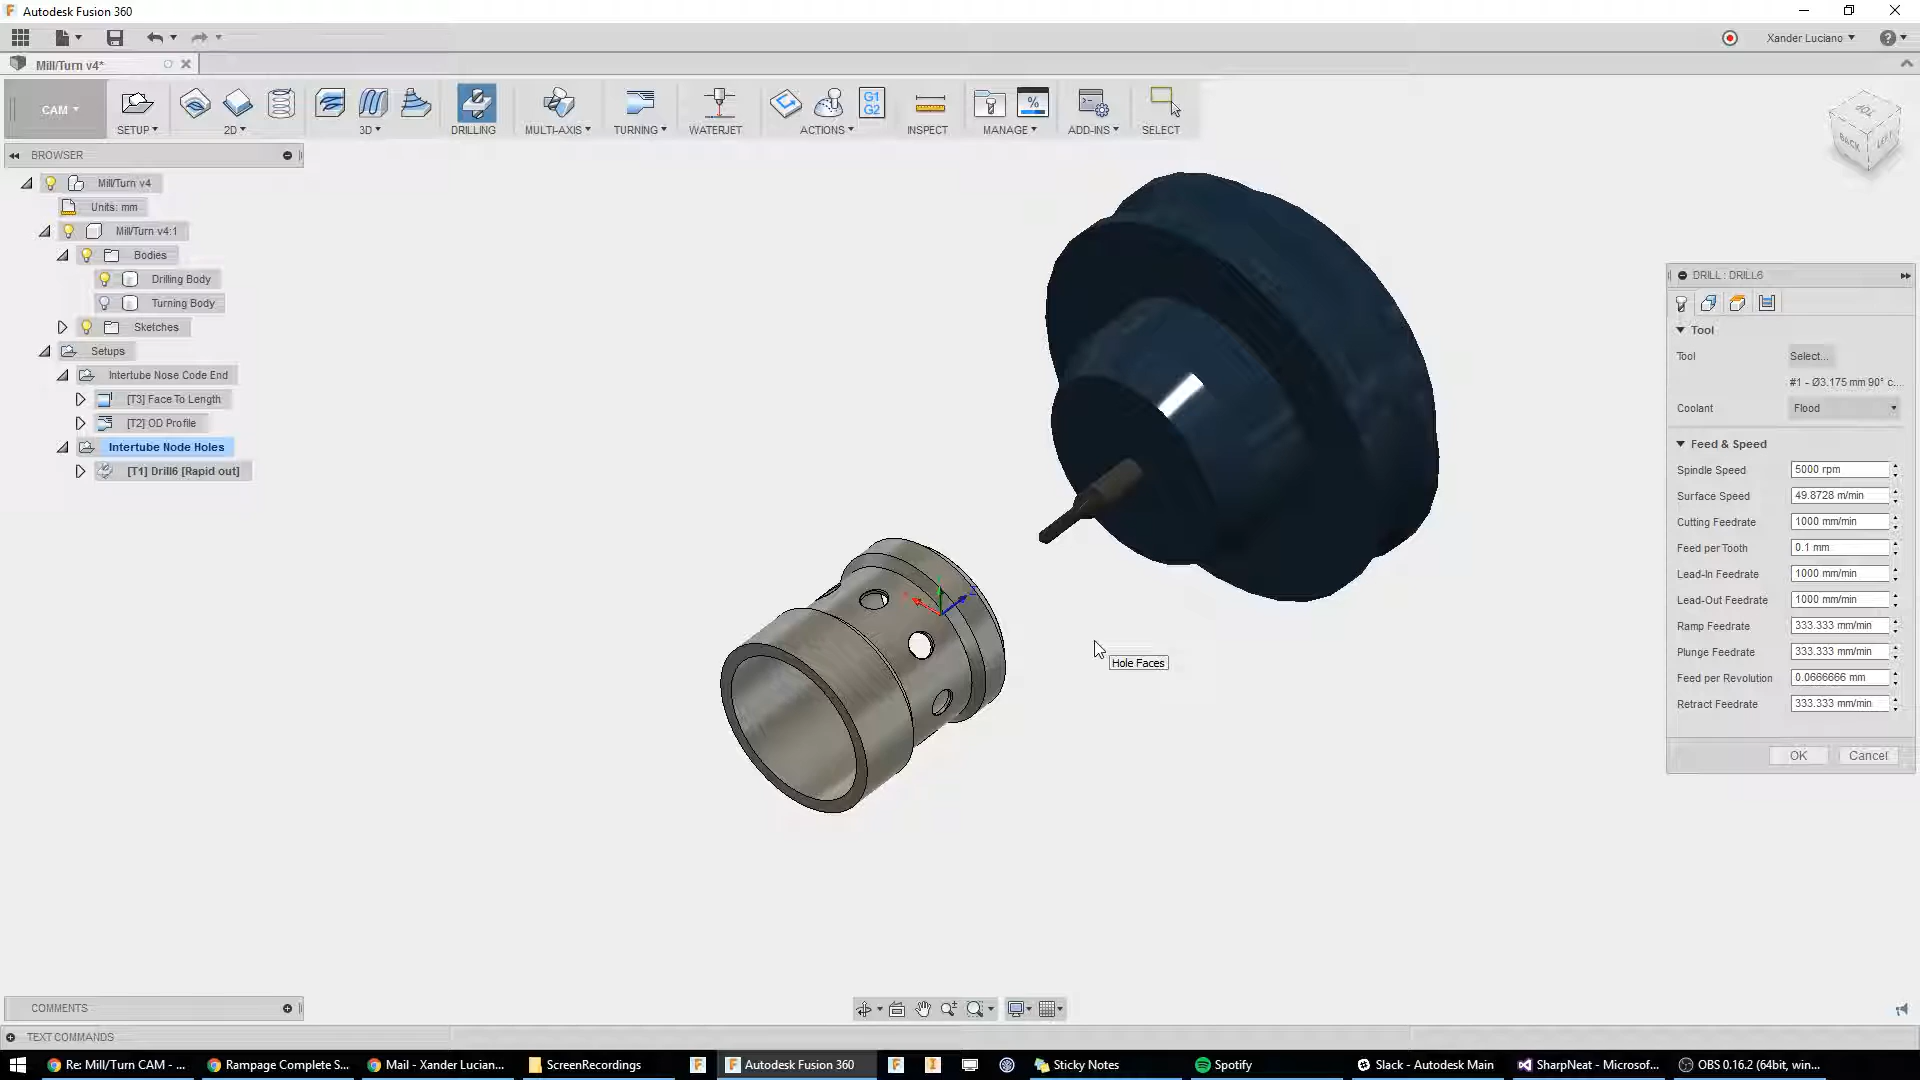 Autodesk Fusion 360
Xander Luciano
Mill/Turn v4*
CAM
SETUP
2D
3D
DRILLING
MULTI-AXIS
TURNING
WATERJET
G1
G2
ACTIONS
INSPECT
%
MANAGE
ADD-INS
SELECT
TOP
BACK
LEFT
BROWSER
Mill/Turn v4
Units: mm
Mill/Turn v4:1
Bodies
Drilling Body
Turning Body
Sketches
Setups
Intertube Nose Code End
[T3] Face To Length
[T2] OD Profile
Intertube Node Holes
[T1] Drill6 [Rapid out]
Hole Faces
DRILL : DRILL6
Tool
Tool Select...
#1 - Ø3.175 mm 90° c...
Coolant Flood
Feed & Speed
Spindle Speed 5000 rpm
Surface Speed 49.8728 m/min
Cutting Feedrate 1000 mm/min
Feed per Tooth 0.1 mm
Lead-In Feedrate 1000 mm/min
Lead-Out Feedrate 1000 mm/min
Ramp Feedrate 333.333 mm/min
Plunge Feedrate 333.333 mm/min
Feed per Revolution 0.0666666 mm
Retract Feedrate 333.333 mm/min
OK Cancel
COMMENTS
TEXT COMMANDS
Re: Mill/Turn CAM - ...
Rampage Complete S...
Mail - Xander Lucian...
ScreenRecordings
Autodesk Fusion 360
Sticky Notes
Spotify
Slack - Autodesk Main
SharpNeat - Microsof...
OBS 0.16.2 (64bit, win...